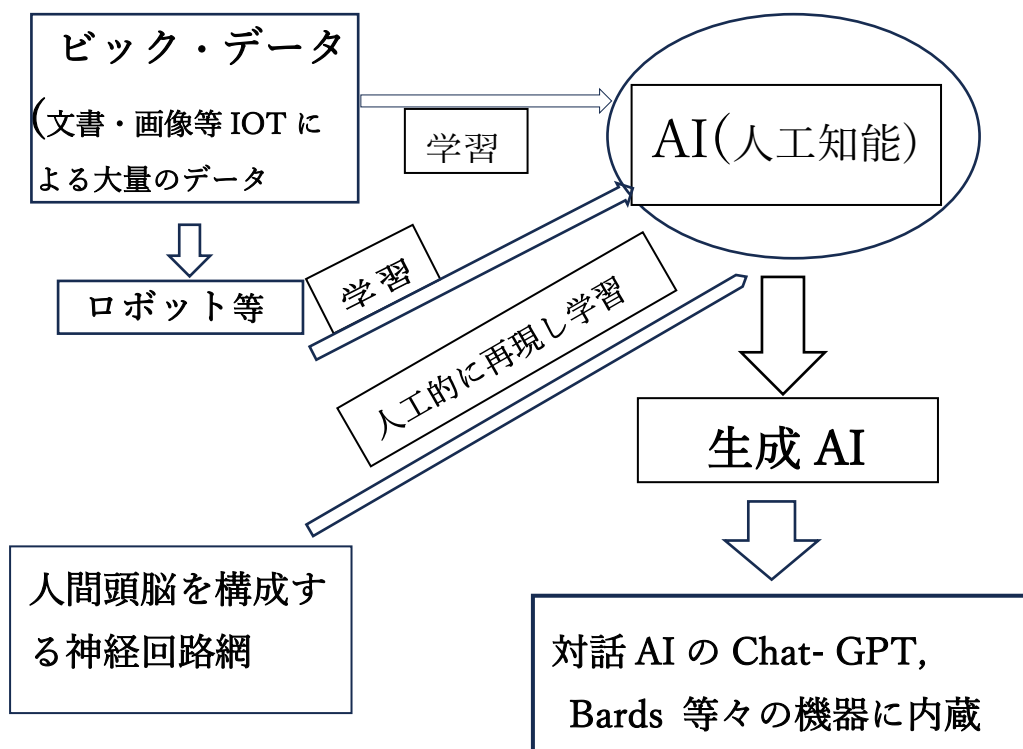 ビック・データ
(文書・画像等 IOT に
よる大量のデータ
学習
AI(人工知能)
ロボット等
学習
人工的に再現し学習
生成 AI
人間頭脳を構成す
る神経回路網
対話 AI の Chat- GPT,
Bards 等々の機器に内蔵